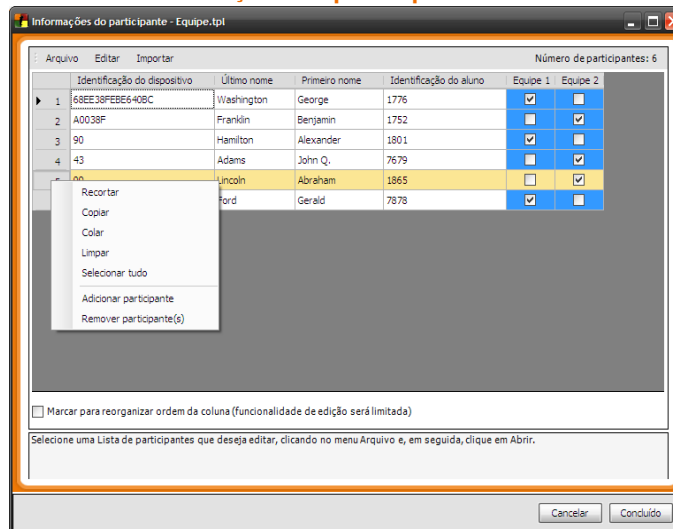 Informações do participante - Equipe.tpl
Arquivo Editar Importar Número de participantes: 6
Identificação do dispositivo Último nome Primeiro nome Identificação do aluno Equipe 1 Equipe 2
1 68EE38FEBE640BC Washington George 1776
2 A0038F Franklin Benjamin 1752
3 90 Hamilton Alexander 1801
4 43 Adams John Q. 7679
Lincoln Abraham 1865
Ford Gerald 7878
Recortar
Copiar
Colar
Limpar
Selecionar tudo
Adicionar participante
Remover participante(s)
Marcar para reorganizar ordem da coluna (funcionalidade de edição será limitada)
Selecione uma Lista de participantes que deseja editar, clicando no menu Arquivo e, em seguida, clique em Abrir.
Cancelar Concluído